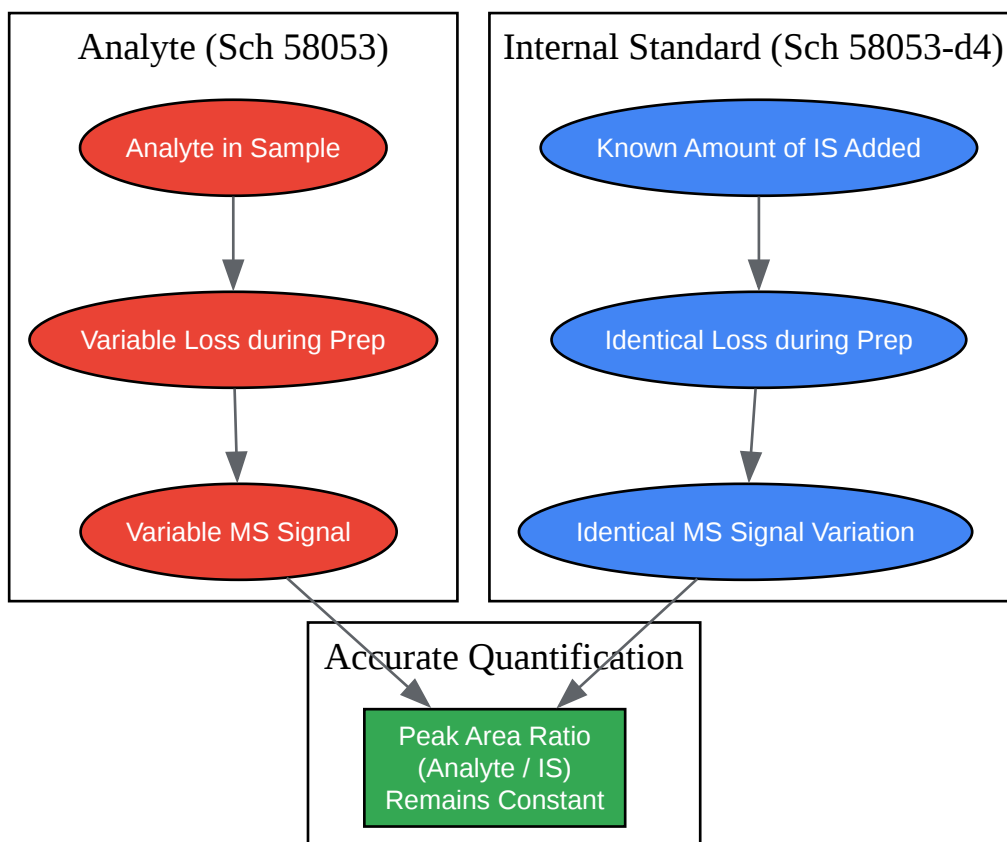 Analyte (Sch 58053)
Analyte in Sample
Variable Loss during Prep
Variable MS Signal
Internal Standard (Sch 58053-d4)
Known Amount of IS Added
Identical Loss during Prep
Identical MS Signal Variation
Accurate Quantification
Peak Area Ratio
(Analyte / IS)
Remains Constant